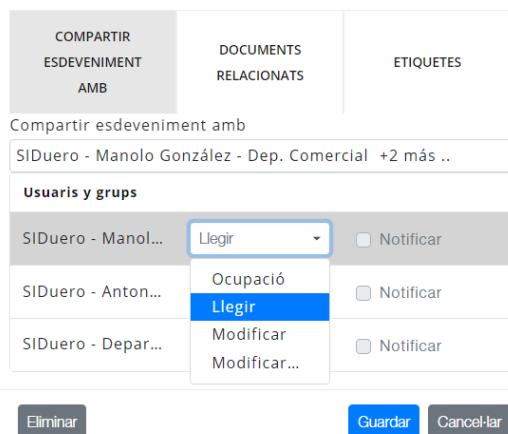 COMPARTIR
ESDEVENIMENT
AMB
DOCUMENTS
RELACIONATS
ETIQUETES
Compartir esdeveniment amb
SIDuero - Manolo González - Dep. Comercial +2 más ..
Usuaris y grups
SIDuero - Manol... Llegir Notificar
Ocupació
SIDuero - Anton... Notificar
Llegir
Modificar
SIDuero - Depar... Notificar
Modificar...
Eliminar Guardar Cancel·lar